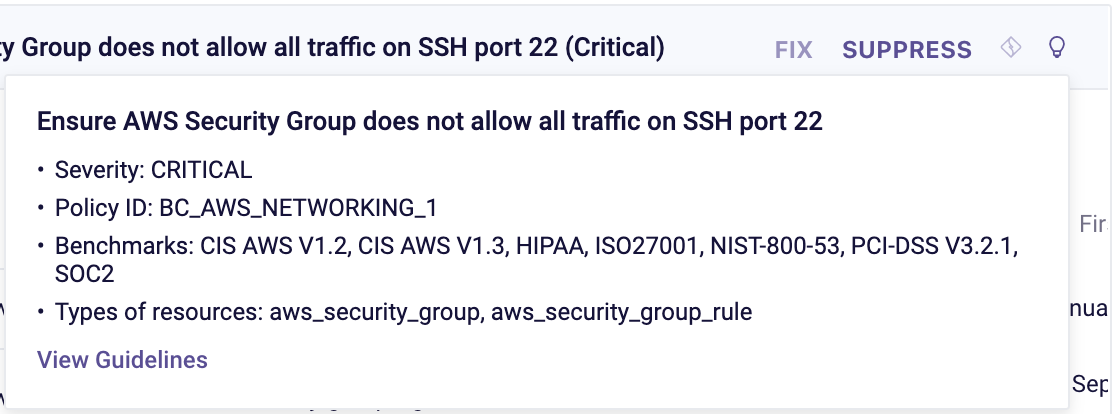 ty Group does not allow all traffic on SSH port 22 (Critical) FIX SUPPRESS
Ensure AWS Security Group does not allow all traffic on SSH port 22
• Severity: CRITICAL
• Policy ID: BC_AWS_NETWORKING_1
• Benchmarks: CIS AWS V1.2, CIS AWS V1.3, HIPAA, ISO27001, NIST-800-53, PCI-DSS V3.2.1,
SOC2
• Types of resources: aws_security_group, aws_security_group_rule
View Guidelines
Fir
nua
Sep